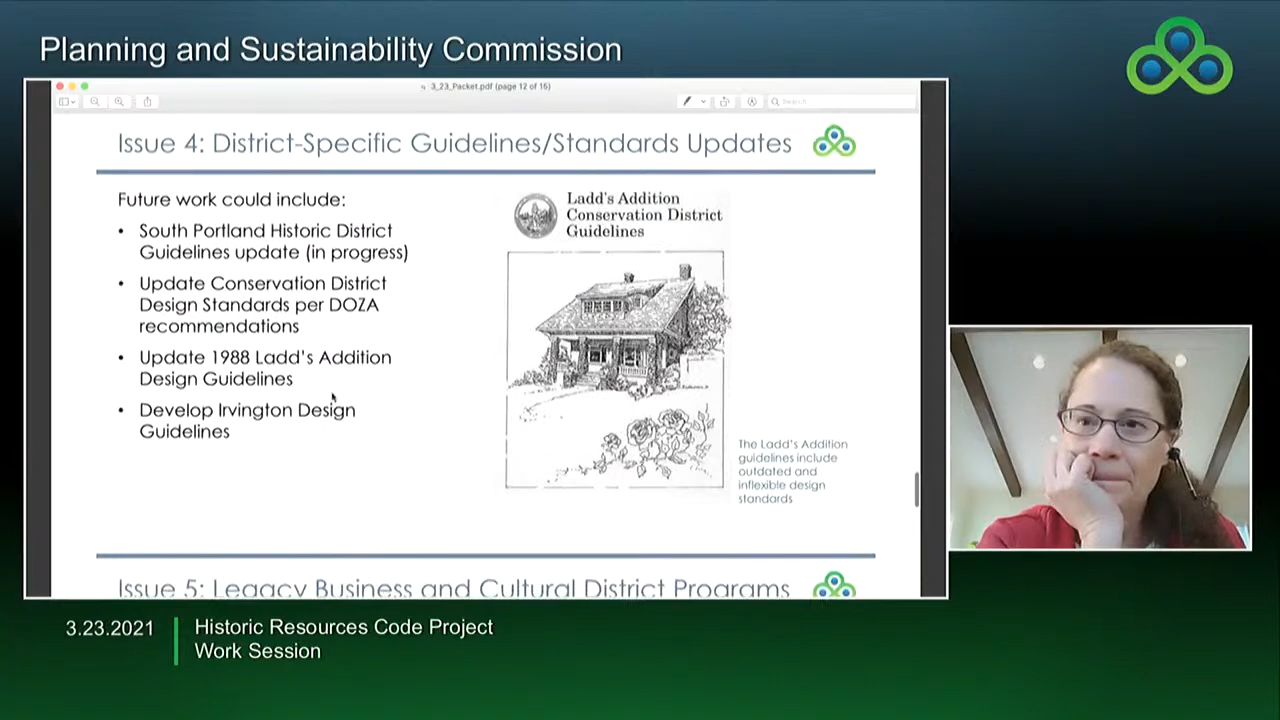 Planning and Sustainability Commission
3_23_Packet.pdf (page 12 of 15)
Search
Issue 4: District-Specific Guidelines/Standards Updates
Future work could include:
• South Portland Historic District
Guidelines update (in progress)
• Update Conservation District
Design Standards per DOZA
recommendations
• Update 1988 Ladd's Addition
Design Guidelines
• Develop Irvington Design
Guidelines
Ladd's Addition
Conservation District
Guidelines
The Ladd's Addition
guidelines include
outdated and
inflexible design
standards
Issue 5: Legacy Business and Cultural District Programs
3.23.2021
Historic Resources Code Project
Work Session